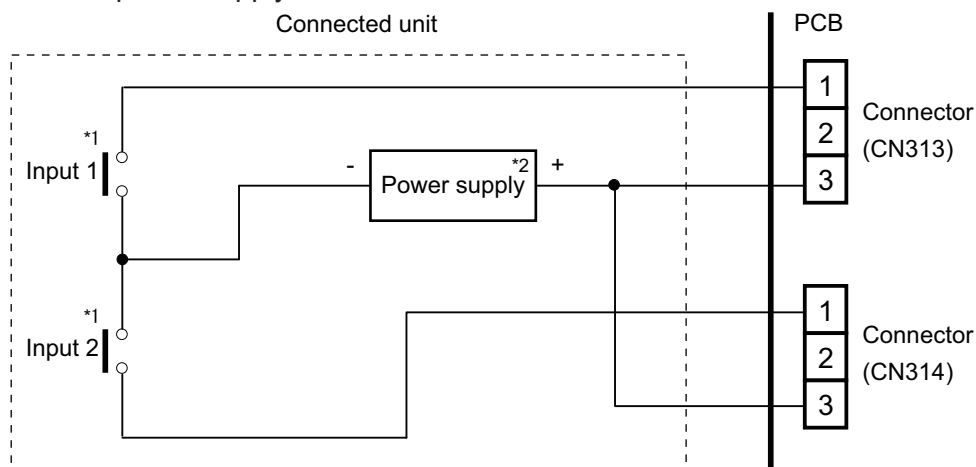 Connected unit
PCB
*1
Input 1
- Power supply *2 +
1
2
3
Connector
(CN313)
*1
Input 2
1
2
3
Connector
(CN314)